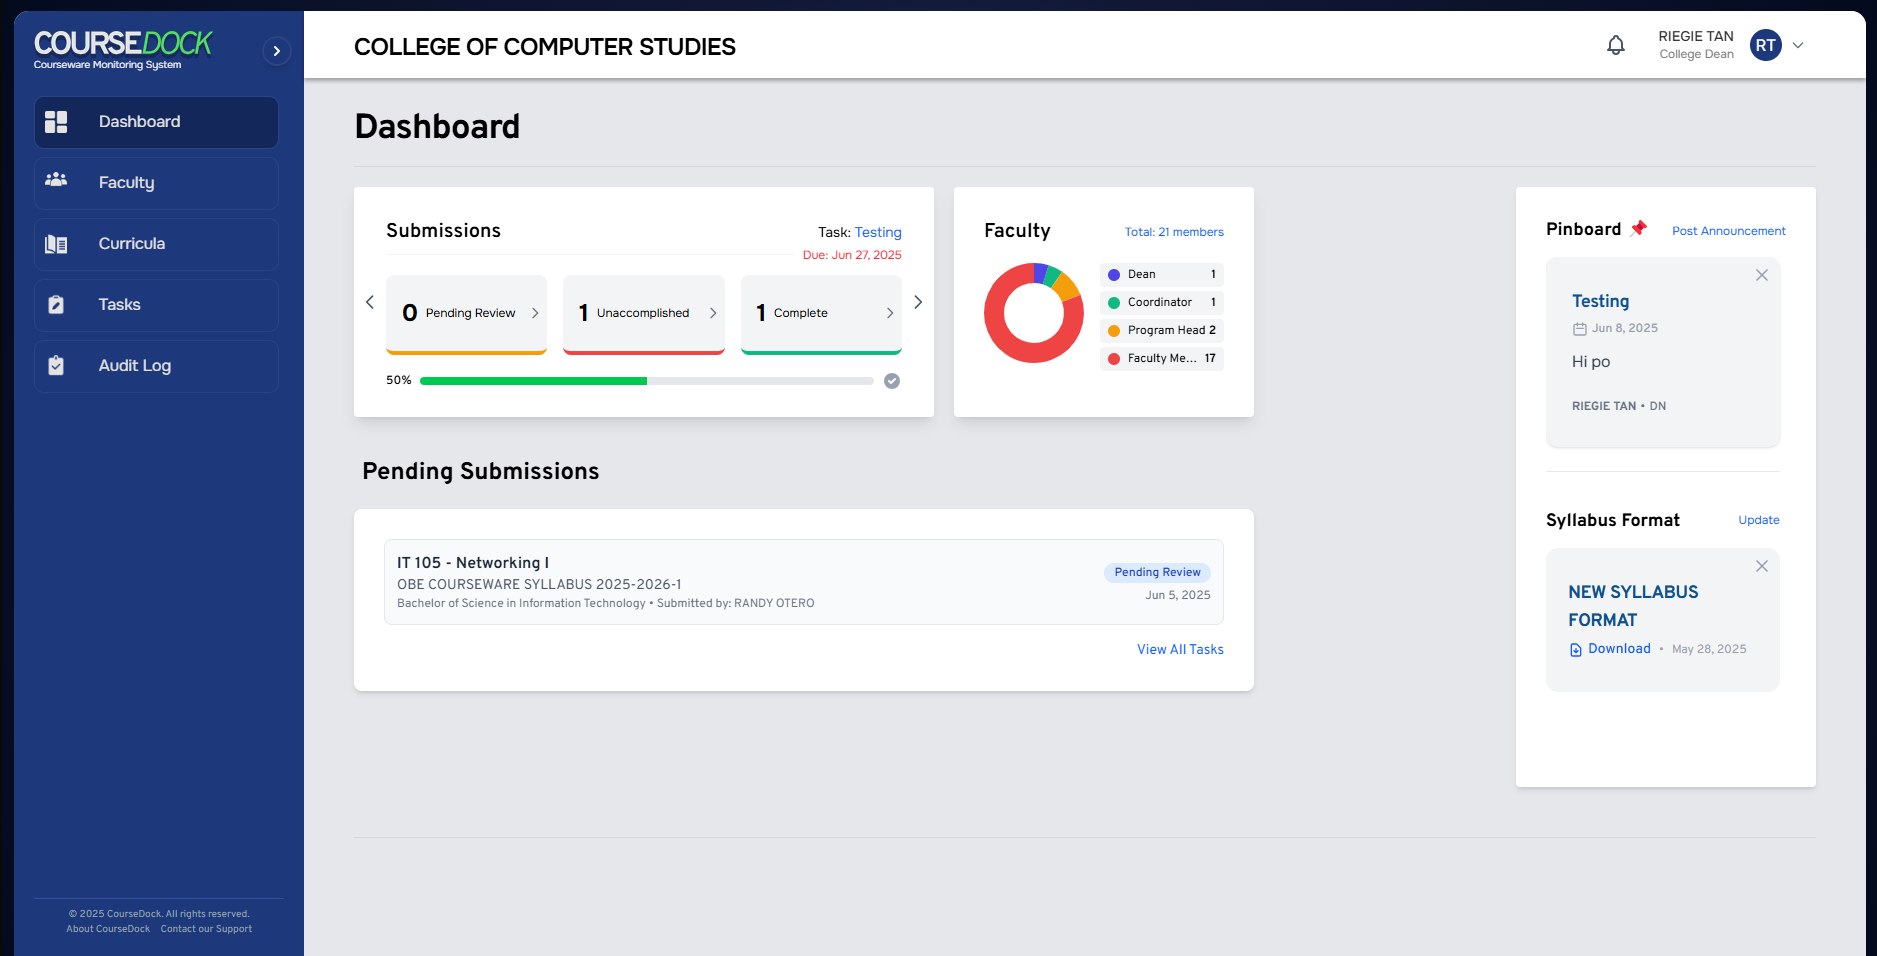 COURSEDOCK
Courseware Monitoring System
Dashboard
Faculty
Curricula
Tasks
Audit Log
© 2025 CourseDock. All rights reserved.
About CourseDock Contact our Support
COLLEGE OF COMPUTER STUDIES
RIEGIE TAN
College Dean
RT
Dashboard
Submissions
Task: Testing
Due: Jun 27, 2025
0 Pending Review
1 Unaccomplished
1 Complete
50%
Faculty
Total: 21 members
Dean 1
Coordinator 1
Program Head 2
Faculty Me... 17
Pending Submissions
IT 105 - Networking I
OBE COURSEWARE SYLLABUS 2025-2026-1
Bachelor of Science in Information Technology • Submitted by: RANDY OTERO
Pending Review
Jun 5, 2025
View All Tasks
Pinboard
Post Announcement
Testing
Jun 8, 2025
Hi po
RIEGIE TAN • DN
Syllabus Format
Update
NEW SYLLABUS
FORMAT
Download • May 28, 2025